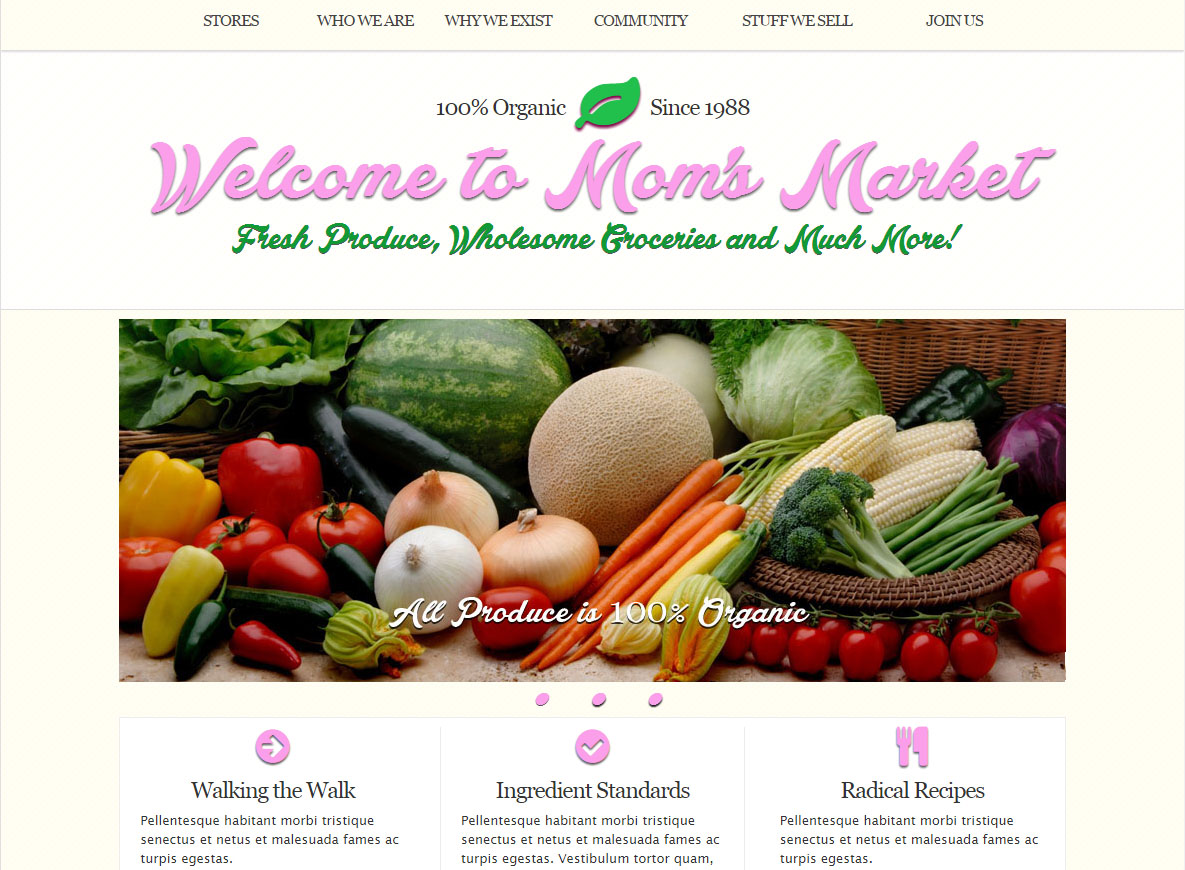 STORES WHO WE ARE WHY WE EXIST COMMUNITY STUFF WE SELL JOIN US
100% Organic Since 1988
Welcome to Mom's Market
Fresh Produce, Wholesome Groceries and Much More!
All Produce is 100% Organic
Walking the Walk
Pellentesque habitant morbi tristique
senectus et netus et malesuada fames ac
turpis egestas.
Ingredient Standards
Pellentesque habitant morbi tristique
senectus et netus et malesuada fames ac
turpis egestas. Vestibulum tortor quam,
Radical Recipes
Pellentesque habitant morbi tristique
senectus et netus et malesuada fames ac
turpis egestas.